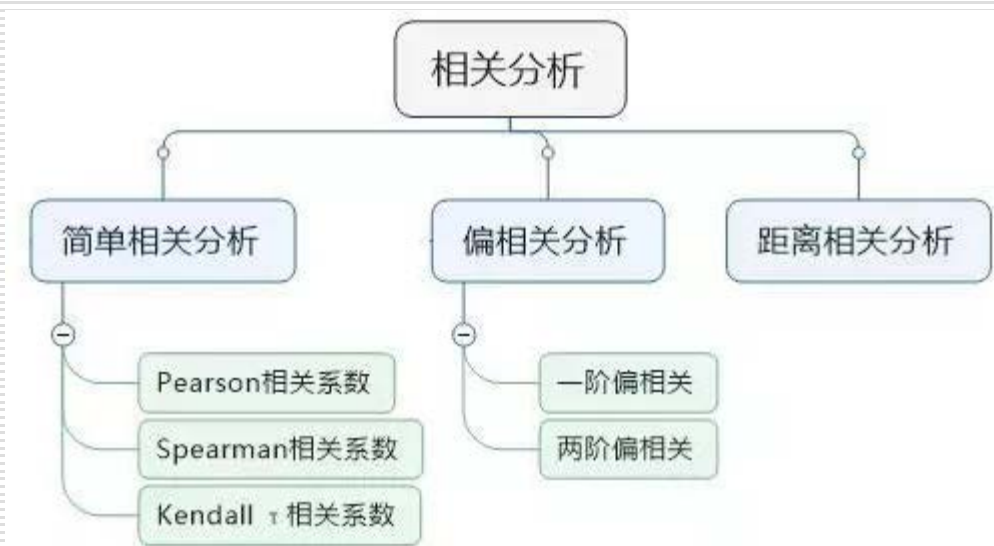 相关分析
简单相关分析
偏相关分析
距离相关分析
Pearson相关系数
Spearman相关系数
Kendall τ相关系数
一阶偏相关
两阶偏相关